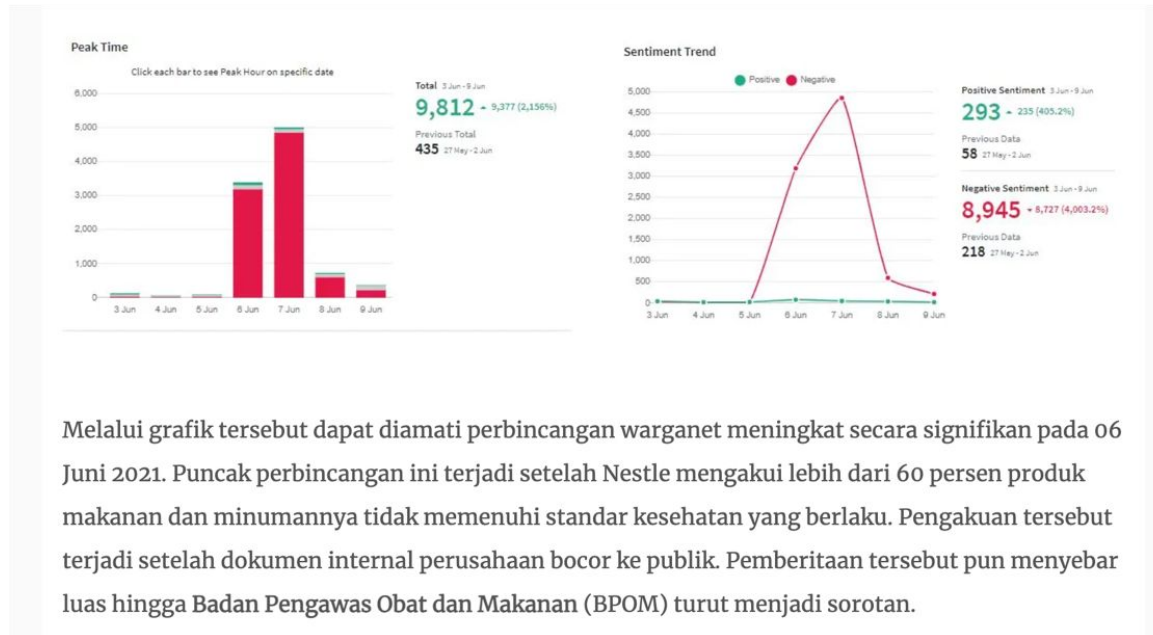 Peak Time
Click each bar to see Peak Hour on specific date
6,000
5,000
4,000
3,000
2,000
1,000
0
3 Jun 4 Jun 5 Jun 6 Jun 7 Jun 8 Jun 9 Jun
Total 3 Jun - 9 Jun
9,812 9,377 (2,156%)
Previous Total
435 27 May - 2 Jun
Sentiment Trend
Positive Negative
5,000
4,500
4,000
3,500
3,000
2,500
2,000
1,500
1,000
500
0
3 Jun 4 Jun 5 Jun 6 Jun 7 Jun 8 Jun 9 Jun
Positive Sentiment 3 Jun - 9 Jun
293 235 (405.2%)
Previous Data
58 27 May - 2 Jun
Negative Sentiment 3 Jun - 9 Jun
8,945 8,727 (4,003.2%)
Previous Data
218 27 May - 2 Jun
Melalui grafik tersebut dapat diamati perbincangan warganet meningkat secara signifikan pada 06
Juni 2021. Puncak perbincangan ini terjadi setelah Nestle mengakui lebih dari 60 persen produk
makanan dan minumannya tidak memenuhi standar kesehatan yang berlaku. Pengakuan tersebut
terjadi setelah dokumen internal perusahaan bocor ke publik. Pemberitaan tersebut pun menyebar
luas hingga Badan Pengawas Obat dan Makanan (BPOM) turut menjadi sorotan.